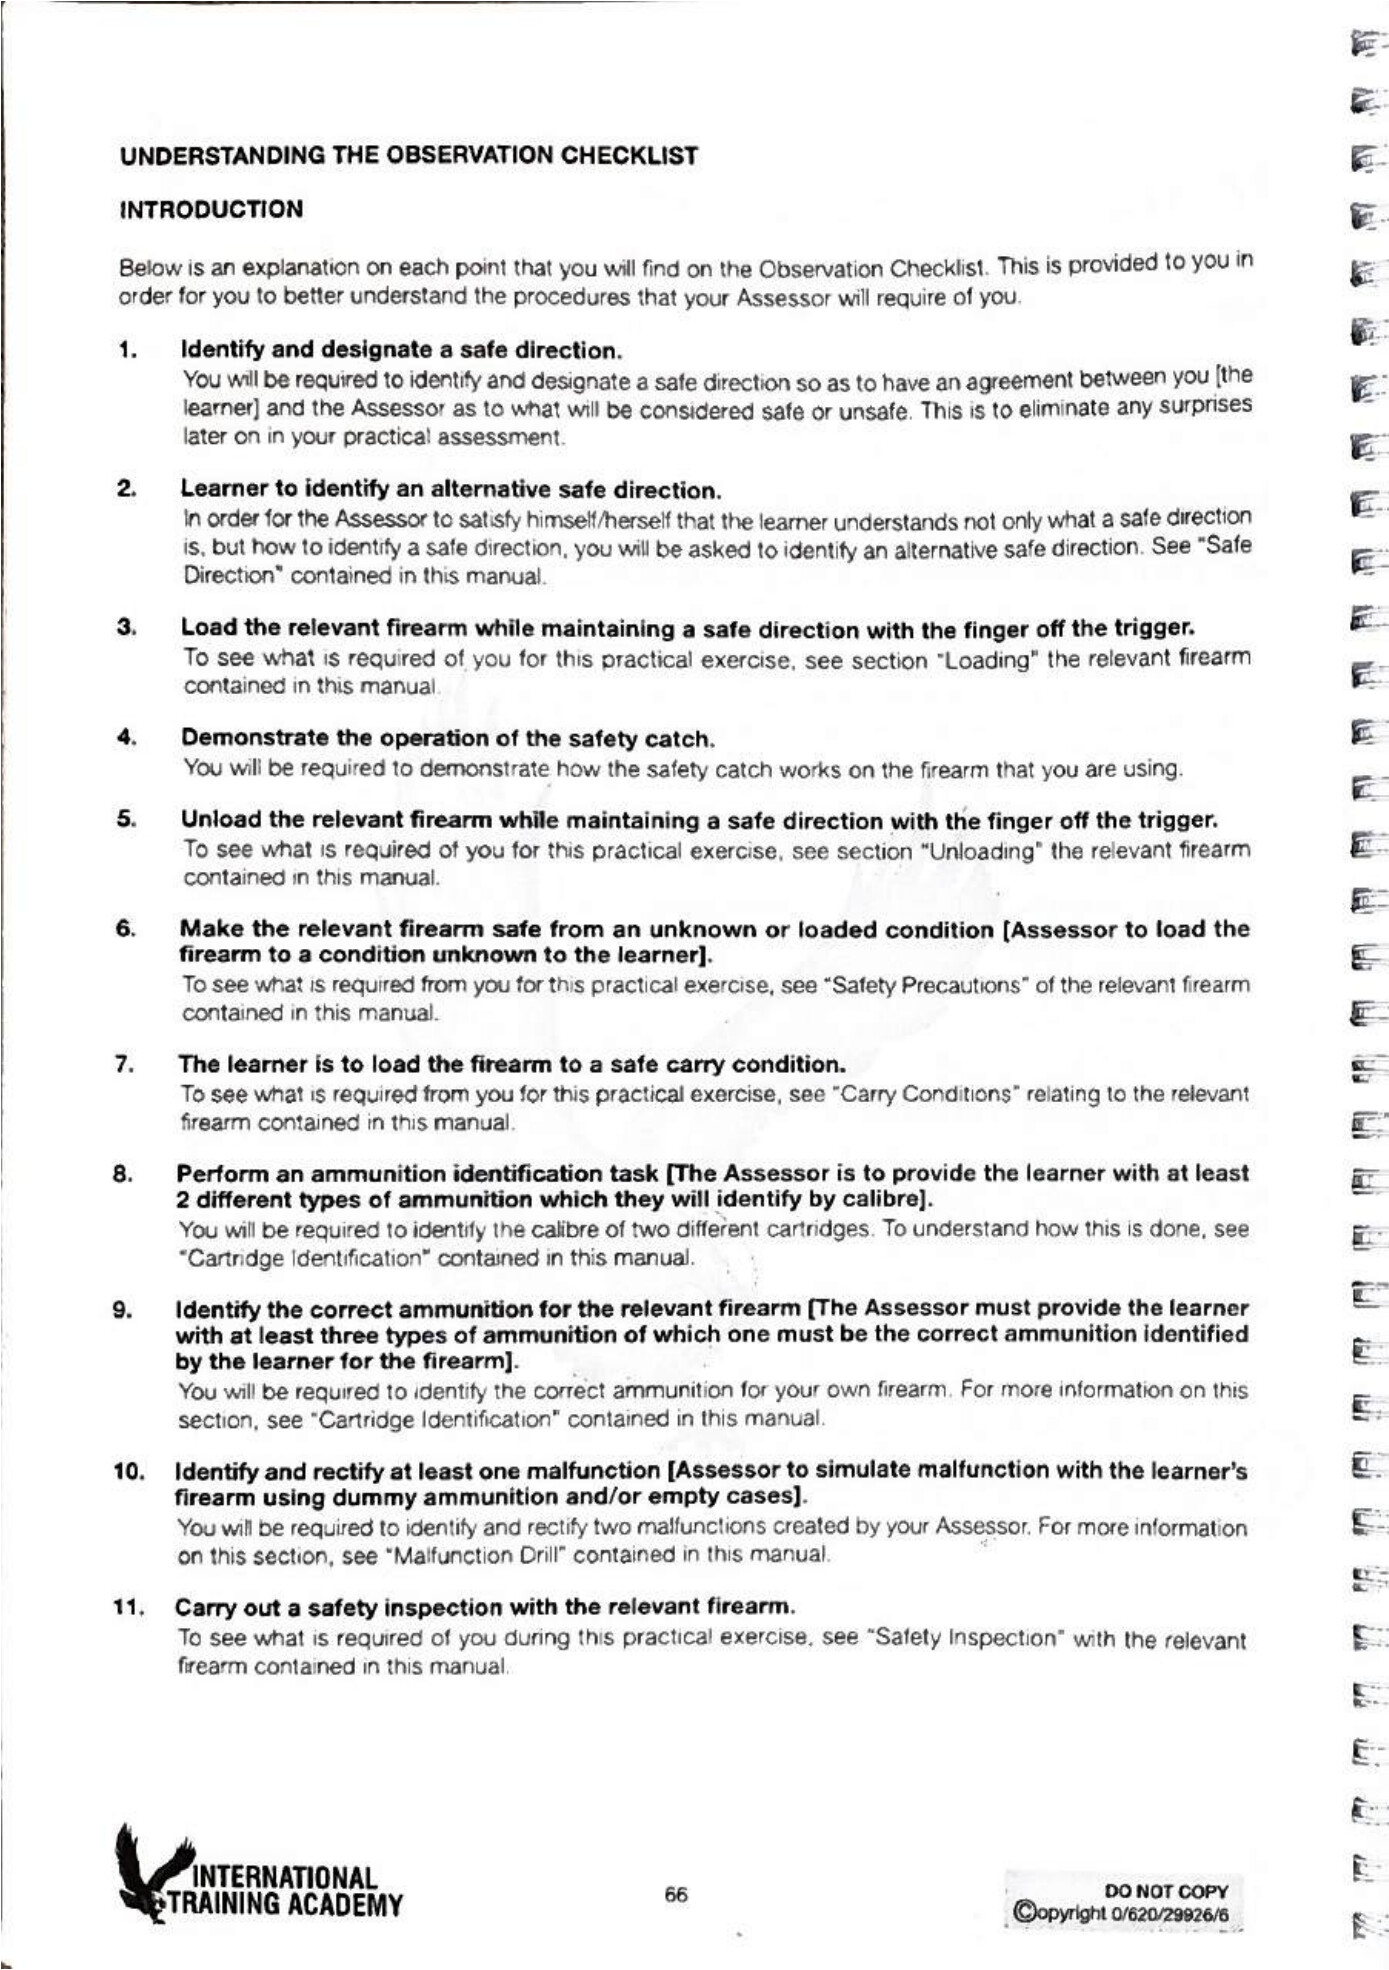 UNDERSTANDING THE OBSERVATION CHECKLIST
INTRODUCTION
Below is an explanation on each point that you will find on the Observation Checklist. This is provided to you in
order for you to better understand the procedures that your Assessor will require of you.
1. Identify and designate a safe direction.
You will be required to identify and designate a safe direction so as to have an agreement between you [the
learner] and the Assessor as to what will be considered safe or unsafe. This is to eliminate any surprises
later on in your practical assessment.
2. Learner to identify an alternative safe direction.
In order for the Assessor to satisfy himself/herself that the learner understands not only what a safe direction
is, but how to identify a safe direction, you will be asked to identify an alternative safe direction. See "Safe
Direction" contained in this manual.
3. Load the relevant firearm while maintaining a safe direction with the finger off the trigger.
To see what is required of you for this practical exercise, see section "Loading" the relevant firearm
contained in this manual.
4. Demonstrate the operation of the safety catch.
You will be required to demonstrate how the safety catch works on the firearm that you are using.
5. Unload the relevant firearm while maintaining a safe direction with the finger off the trigger.
To see what is required of you for this practical exercise, see section "Unloading" the relevant firearm
contained in this manual.
6. Make the relevant firearm safe from an unknown or loaded condition [Assessor to load the
firearm to a condition unknown to the learner].
To see what is required from you for this practical exercise, see "Safety Precautions" of the relevant firearm
contained in this manual.
7. The learner is to load the firearm to a safe carry condition.
To see what is required from you for this practical exercise, see "Carry Conditions" relating to the relevant
firearm contained in this manual.
8. Perform an ammunition identification task [The Assessor is to provide the learner with at least
2 different types of ammunition which they will identify by calibre].
You will be required to identify the calibre of two different cartridges. To understand how this is done, see
"Cartridge Identification" contained in this manual.
9. Identify the correct ammunition for the relevant firearm [The Assessor must provide the learner
with at least three types of ammunition of which one must be the correct ammunition identified
by the learner for the firearm].
You will be required to identify the correct ammunition for your own firearm. For more information on this
section, see "Cartridge Identification" contained in this manual.
10. Identify and rectify at least one malfunction [Assessor to simulate malfunction with the learner's
firearm using dummy ammunition and/or empty cases].
You will be required to identify and rectify two malfunctions created by your Assessor. For more information
on this section, see "Malfunction Drill" contained in this manual.
11. Carry out a safety inspection with the relevant firearm.
To see what is required of you during this practical exercise, see "Safety Inspection" with the relevant
firearm contained in this manual.
INTERNATIONAL
TRAINING ACADEMY
66
DO NOT COPY
©opyright 0/620/29926/6